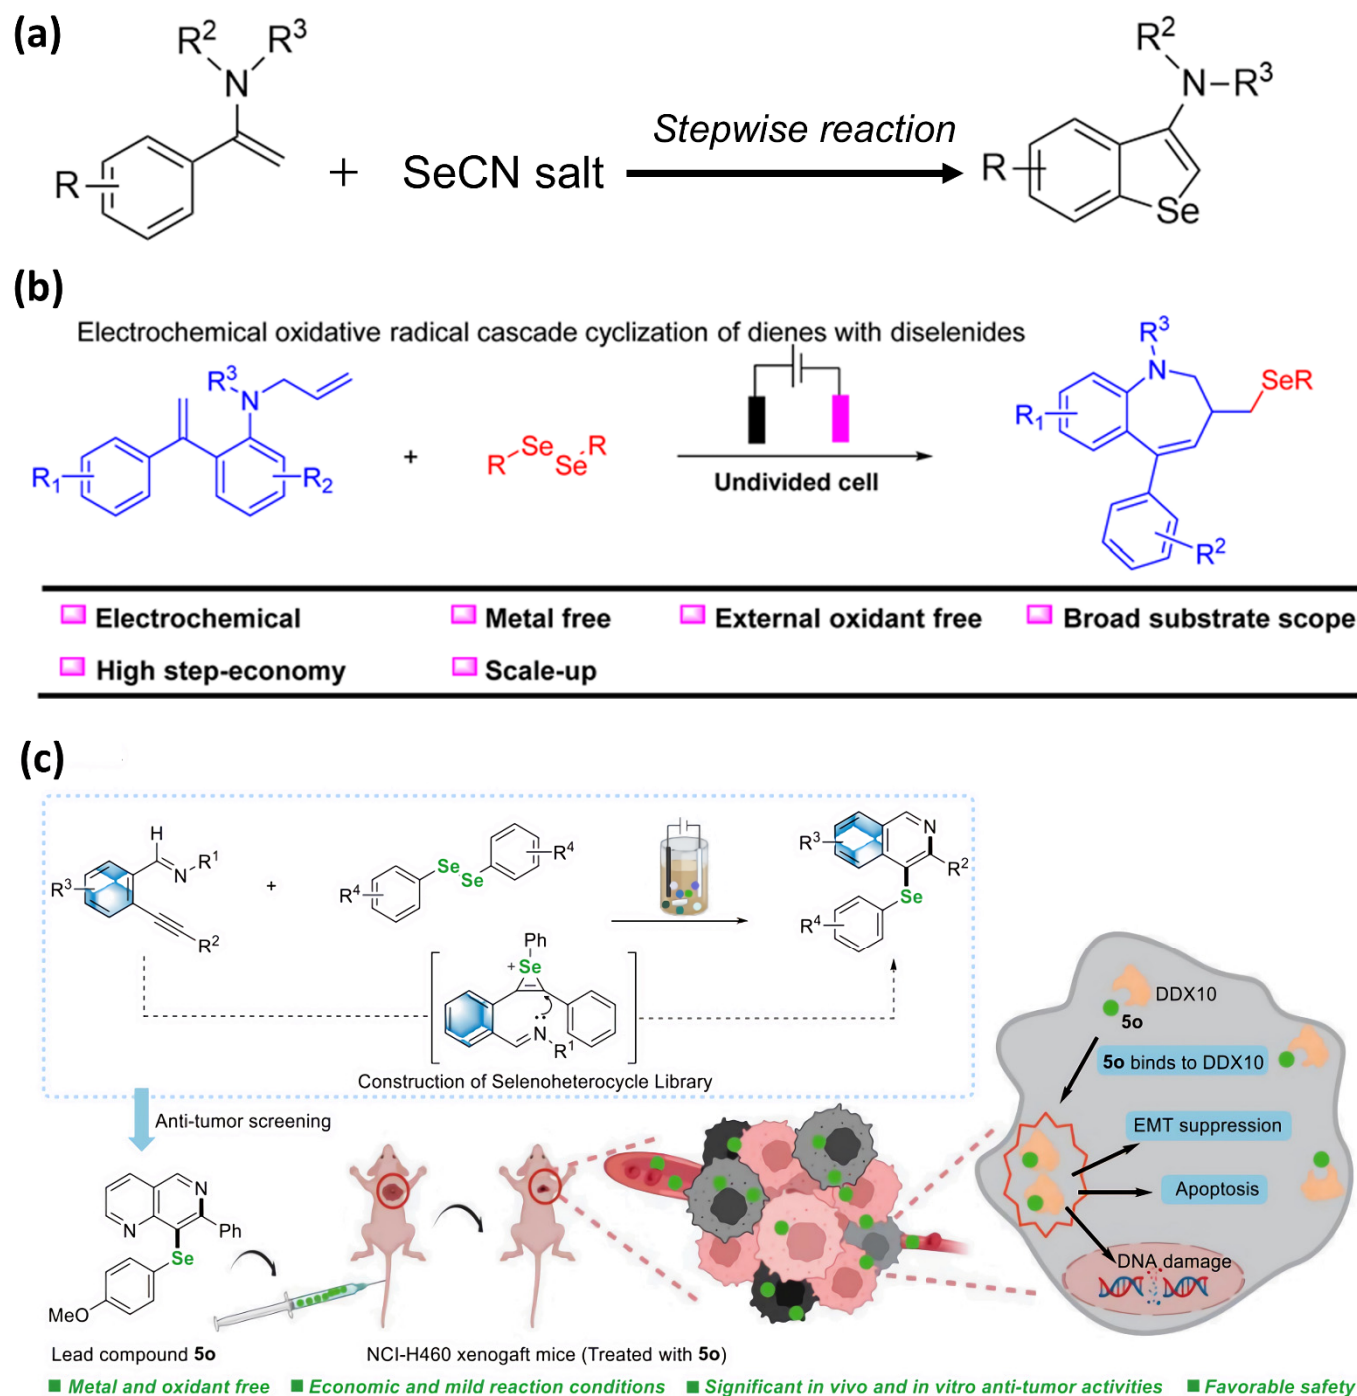 (a)
R² R³
N
R
+ SeCN salt
Stepwise reaction
R²
N R³
R
Se
(b)
Electrochemical oxidative radical cascade cyclization of dienes with diselenides
R³
N
R₁
R₂
+
R Se
Se R
Undivided cell
R³
N
SeR
R₁
R²
Electrochemical
Metal free
External oxidant free
Broad substrate scope
High step-economy
Scale-up
(c)
H
N R¹
R³
R²
+
R⁴
Se
Se
R⁴
R³
N
R²
Se
R⁴
Ph
+ Se
N
R¹
Construction of Selenoheterocycle Library
Anti-tumor screening
N
N
Ph
Se
MeO
Lead compound 5o
NCI-H460 xenogaft mice (Treated with 5o)
DDX10
5o
5o binds to DDX10
EMT suppression
Apoptosis
DNA damage
Metal and oxidant free
Economic and mild reaction conditions
Significant in vivo and in vitro anti-tumor activities
Favorable safety